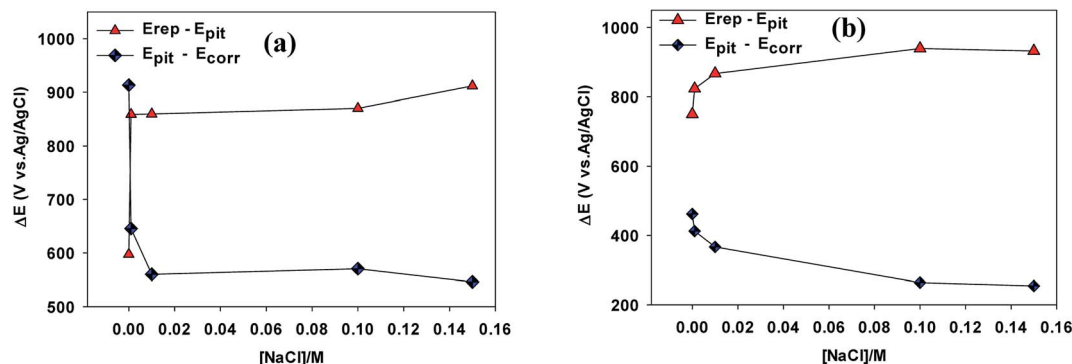 Erep - Epit
Epit - Ecorr
(a)
1000
900
800
700
600
500
ΔE (V vs.Ag/AgCl)
0.00 0.02 0.04 0.06 0.08 0.10 0.12 0.14 0.16
[NaCl]/M
Erep - Epit
Epit - Ecorr
(b)
1000
800
600
400
200
ΔE (V vs.Ag/AgCl)
0.00 0.02 0.04 0.06 0.08 0.10 0.12 0.14 0.16
[NaCl]/M